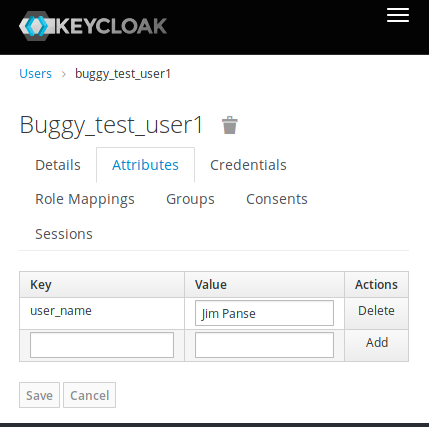 KEYCLOAK
Users > buggy_test_user1
Buggy_test_user1
Details Attributes Credentials
Role Mappings Groups Consents
Sessions
Key Value Actions
user_name Jim Panse Delete
Add
Save Cancel